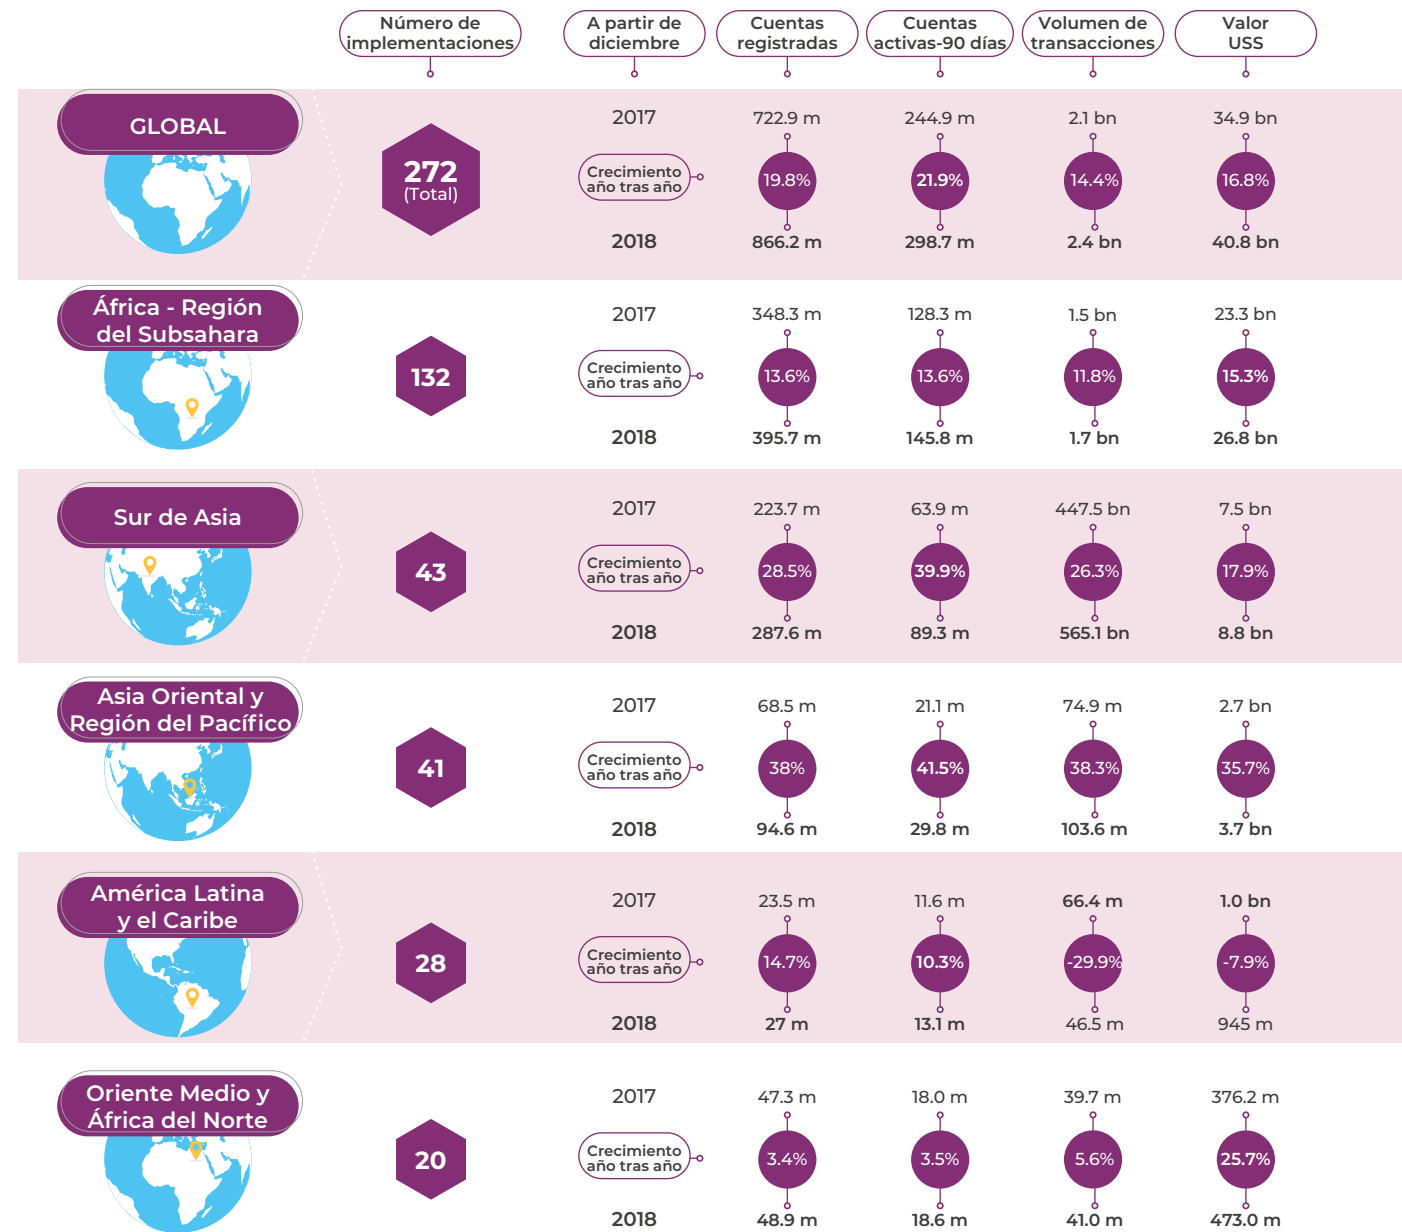 Número de
implementaciones
A partir de
diciembre
Cuentas
registradas
Cuentas
activas-90 días
Volumen de
transacciones
Valor
USS
GLOBAL
272
(Total)
2017
722.9 m
244.9 m
2.1 bn
34.9 bn
Crecimiento
año tras año
19.8%
21.9%
14.4%
16.8%
2018
866.2 m
298.7 m
2.4 bn
40.8 bn
África - Región
del Subsahara
132
2017
348.3 m
128.3 m
1.5 bn
23.3 bn
Crecimiento
año tras año
13.6%
13.6%
11.8%
15.3%
2018
395.7 m
145.8 m
1.7 bn
26.8 bn
Sur de Asia
43
2017
223.7 m
63.9 m
447.5 bn
7.5 bn
Crecimiento
año tras año
28.5%
39.9%
26.3%
17.9%
2018
287.6 m
89.3 m
565.1 bn
8.8 bn
Asia Oriental y
Región del Pacífico
41
2017
68.5 m
21.1 m
74.9 m
2.7 bn
Crecimiento
año tras año
38%
41.5%
38.3%
35.7%
2018
94.6 m
29.8 m
103.6 m
3.7 bn
América Latina
y el Caribe
28
2017
23.5 m
11.6 m
66.4 m
1.0 bn
Crecimiento
año tras año
14.7%
10.3%
-29.9%
-7.9%
2018
27 m
13.1 m
46.5 m
945 m
Oriente Medio y
África del Norte
20
2017
47.3 m
18.0 m
39.7 m
376.2 m
Crecimiento
año tras año
3.4%
3.5%
5.6%
25.7%
2018
48.9 m
18.6 m
41.0 m
473.0 m